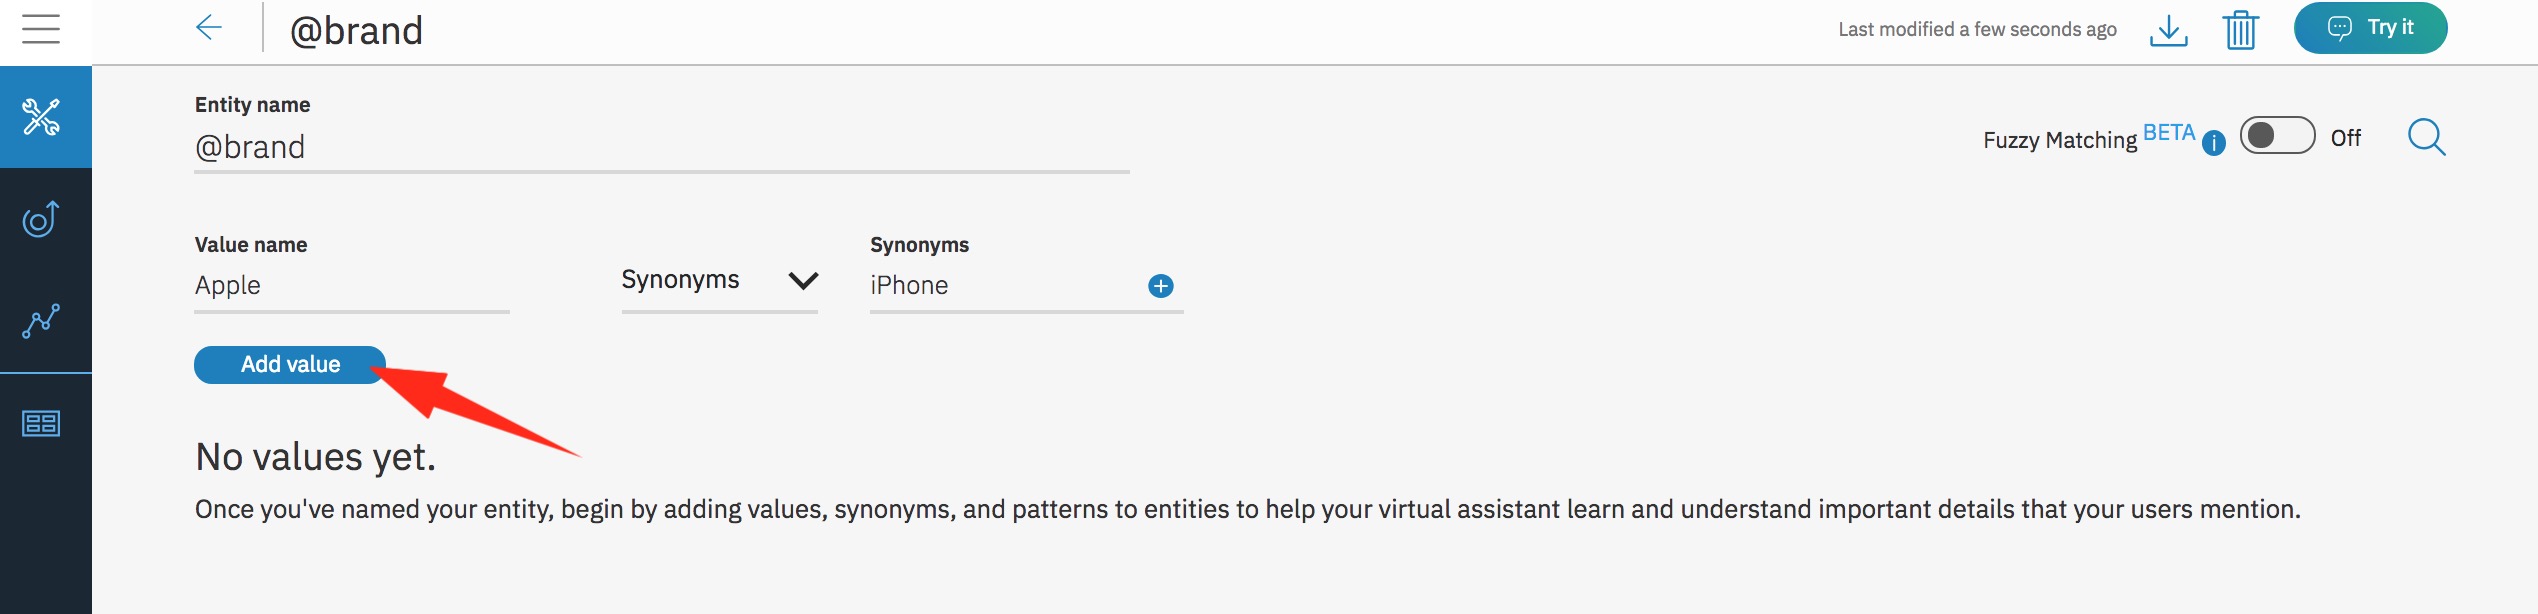 @brand
Last modified a few seconds ago
Try it
Entity name
@brand
Fuzzy Matching BETA
Off
Value name
Synonyms
Apple
Synonyms
iPhone
Add value
No values yet.
Once you've named your entity, begin by adding values, synonyms, and patterns to entities to help your virtual assistant learn and understand important details that your users mention.